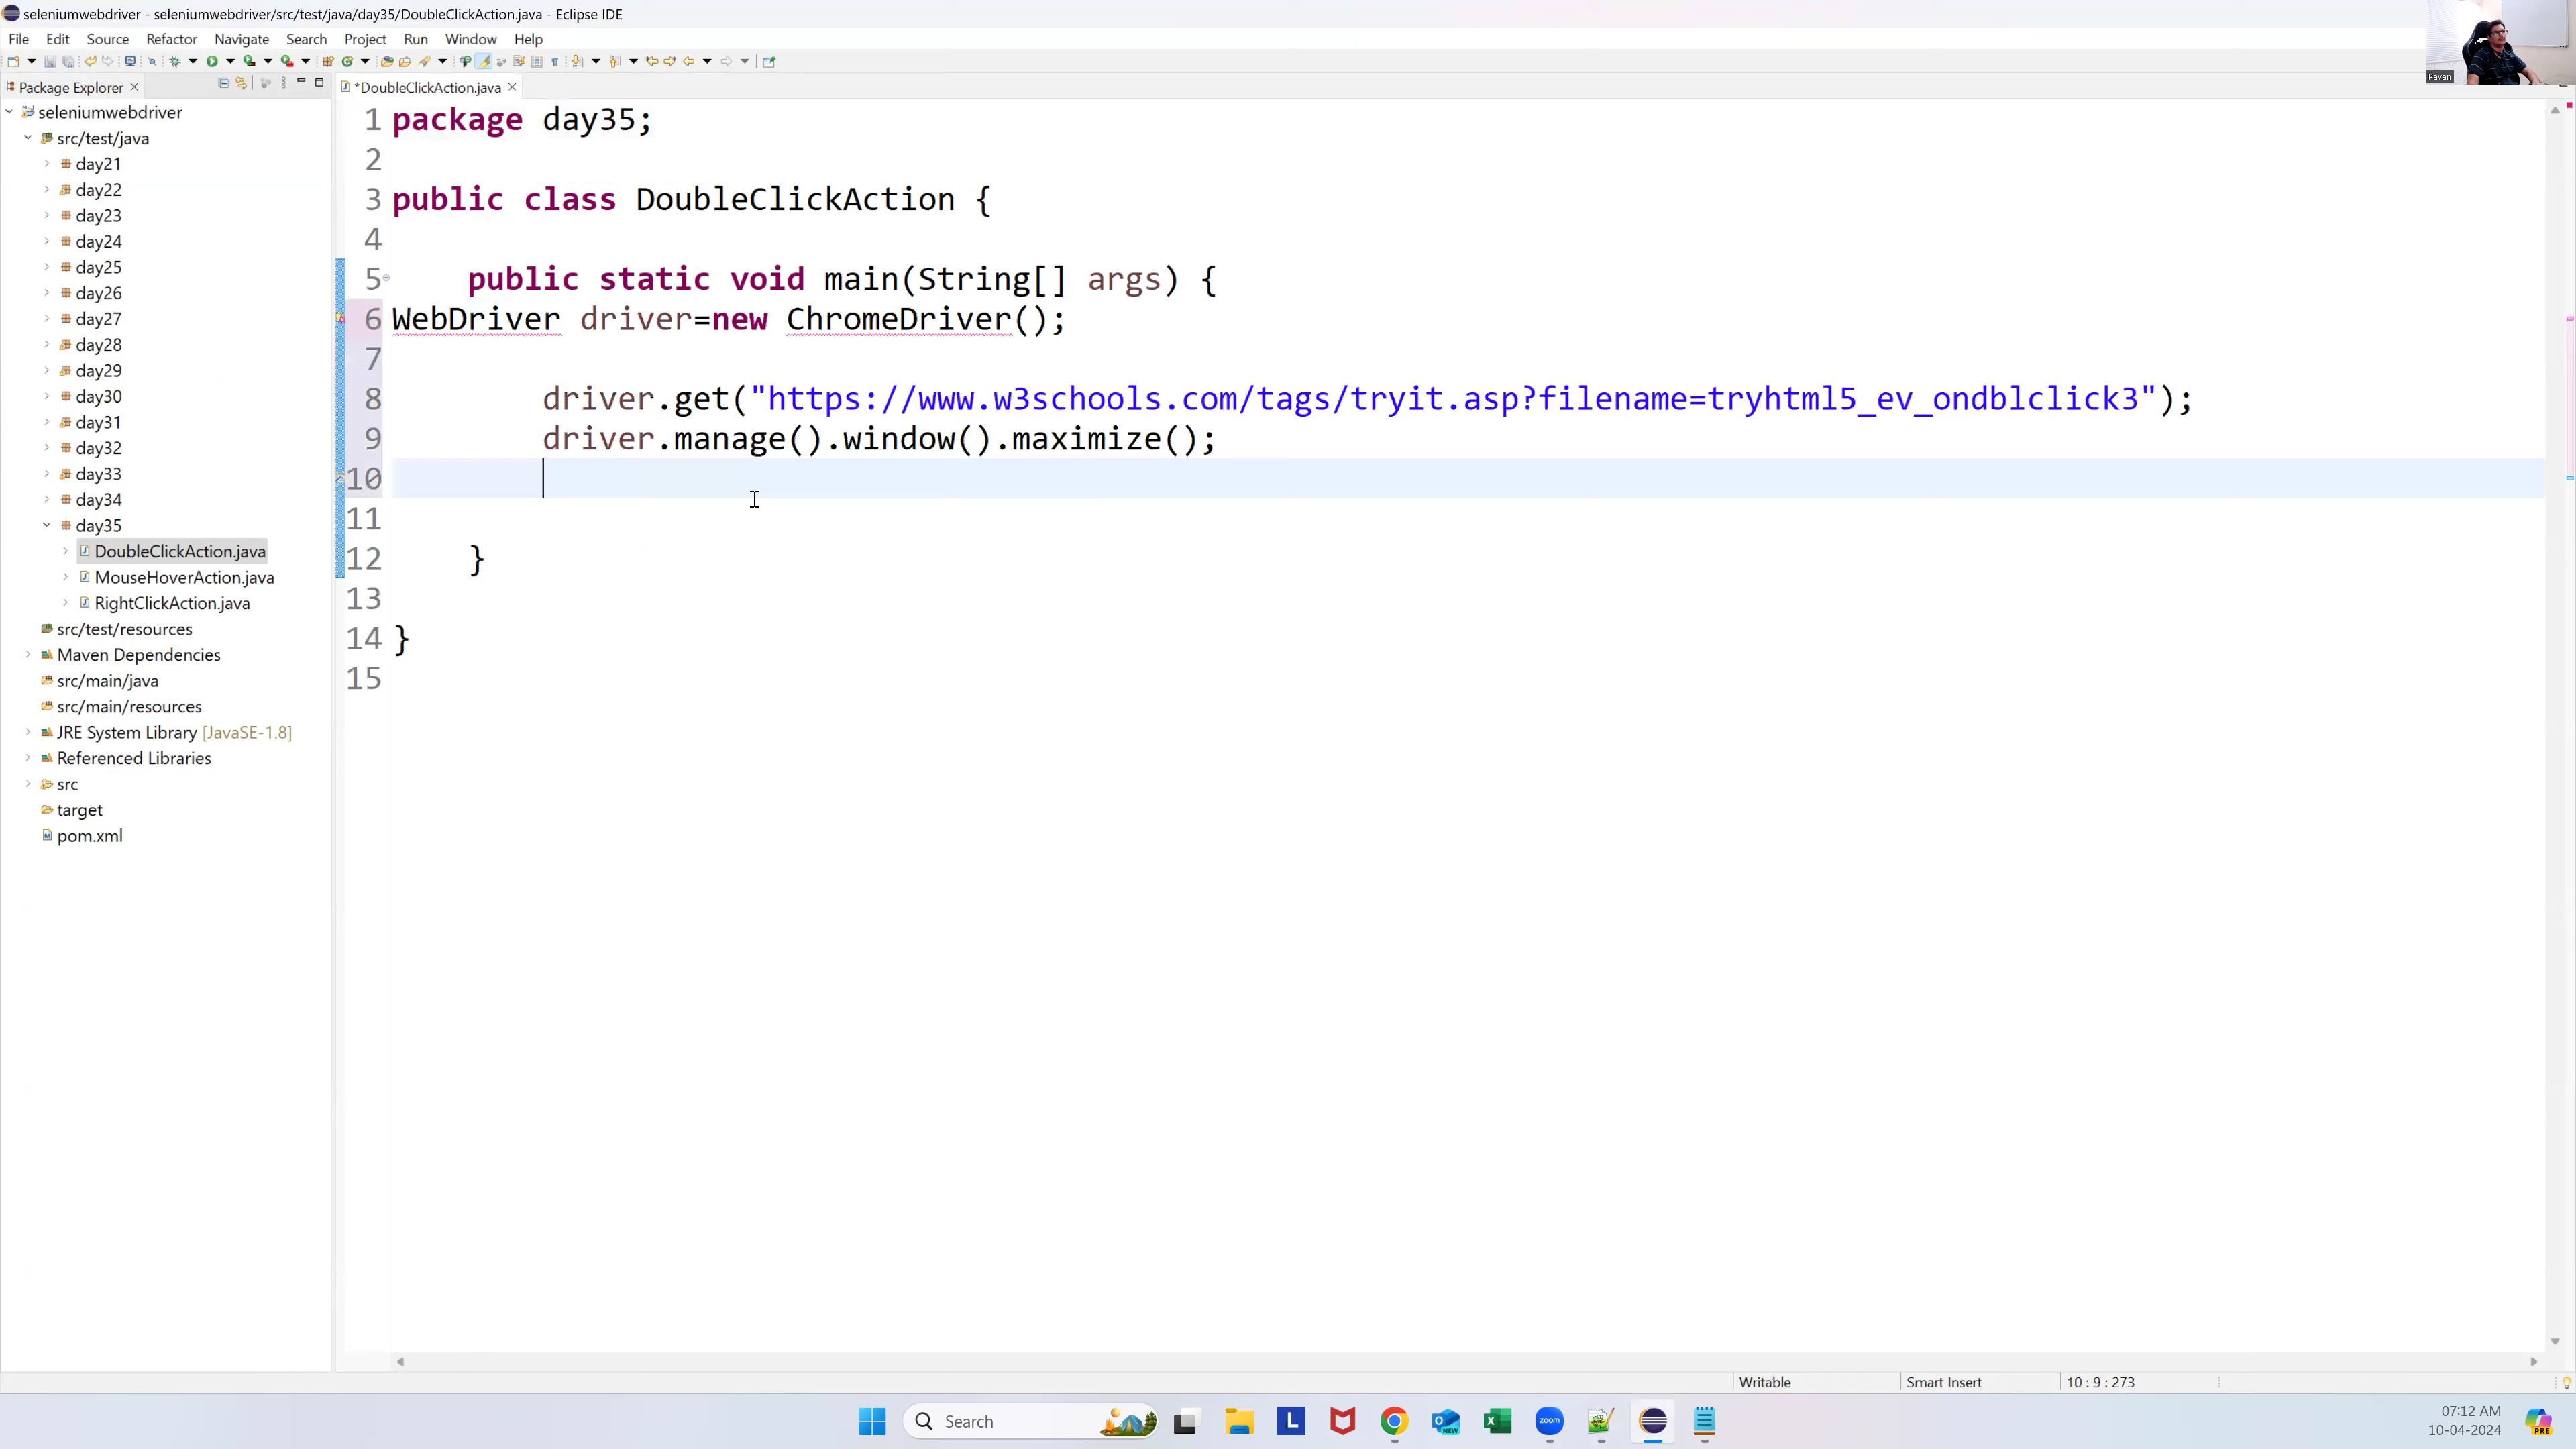 seleniumwebdriver - seleniumwebdriver/src/test/java/day35/DoubleClickAction.java - Eclipse IDE
File Edit Source Refactor Navigate Search Project Run Window Help
Pavan
Package Explorer
*DoubleClickAction.java
seleniumwebdriver
src/test/java
day21
day22
day23
day24
day25
day26
day27
day28
day29
day30
day31
day32
day33
day34
day35
DoubleClickAction.java
MouseHoverAction.java
RightClickAction.java
src/test/resources
Maven Dependencies
src/main/java
src/main/resources
JRE System Library [JavaSE-1.8]
Referenced Libraries
src
target
pom.xml
1 package day35;
2
3 public class DoubleClickAction {
4
5 public static void main(String[] args) {
6 WebDriver driver=new ChromeDriver();
7
8 driver.get("https://www.w3schools.com/tags/tryit.asp?filename=tryhtml5_ev_ondblclick3");
9 driver.manage().window().maximize();
10
11
12 }
13
14 }
15
Writable Smart Insert 10 : 9 : 273
Search
L
NEW
zoom
07:12 AM
10-04-2024
PRE